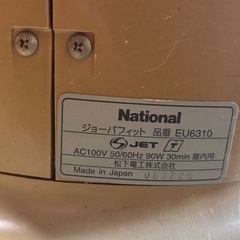 National
ジョーバフィット 品番 EU6310
JET T
AC100V 50/60Hz 90W 30min 屋内用
松下電工株式会社
Made in Japan 060226